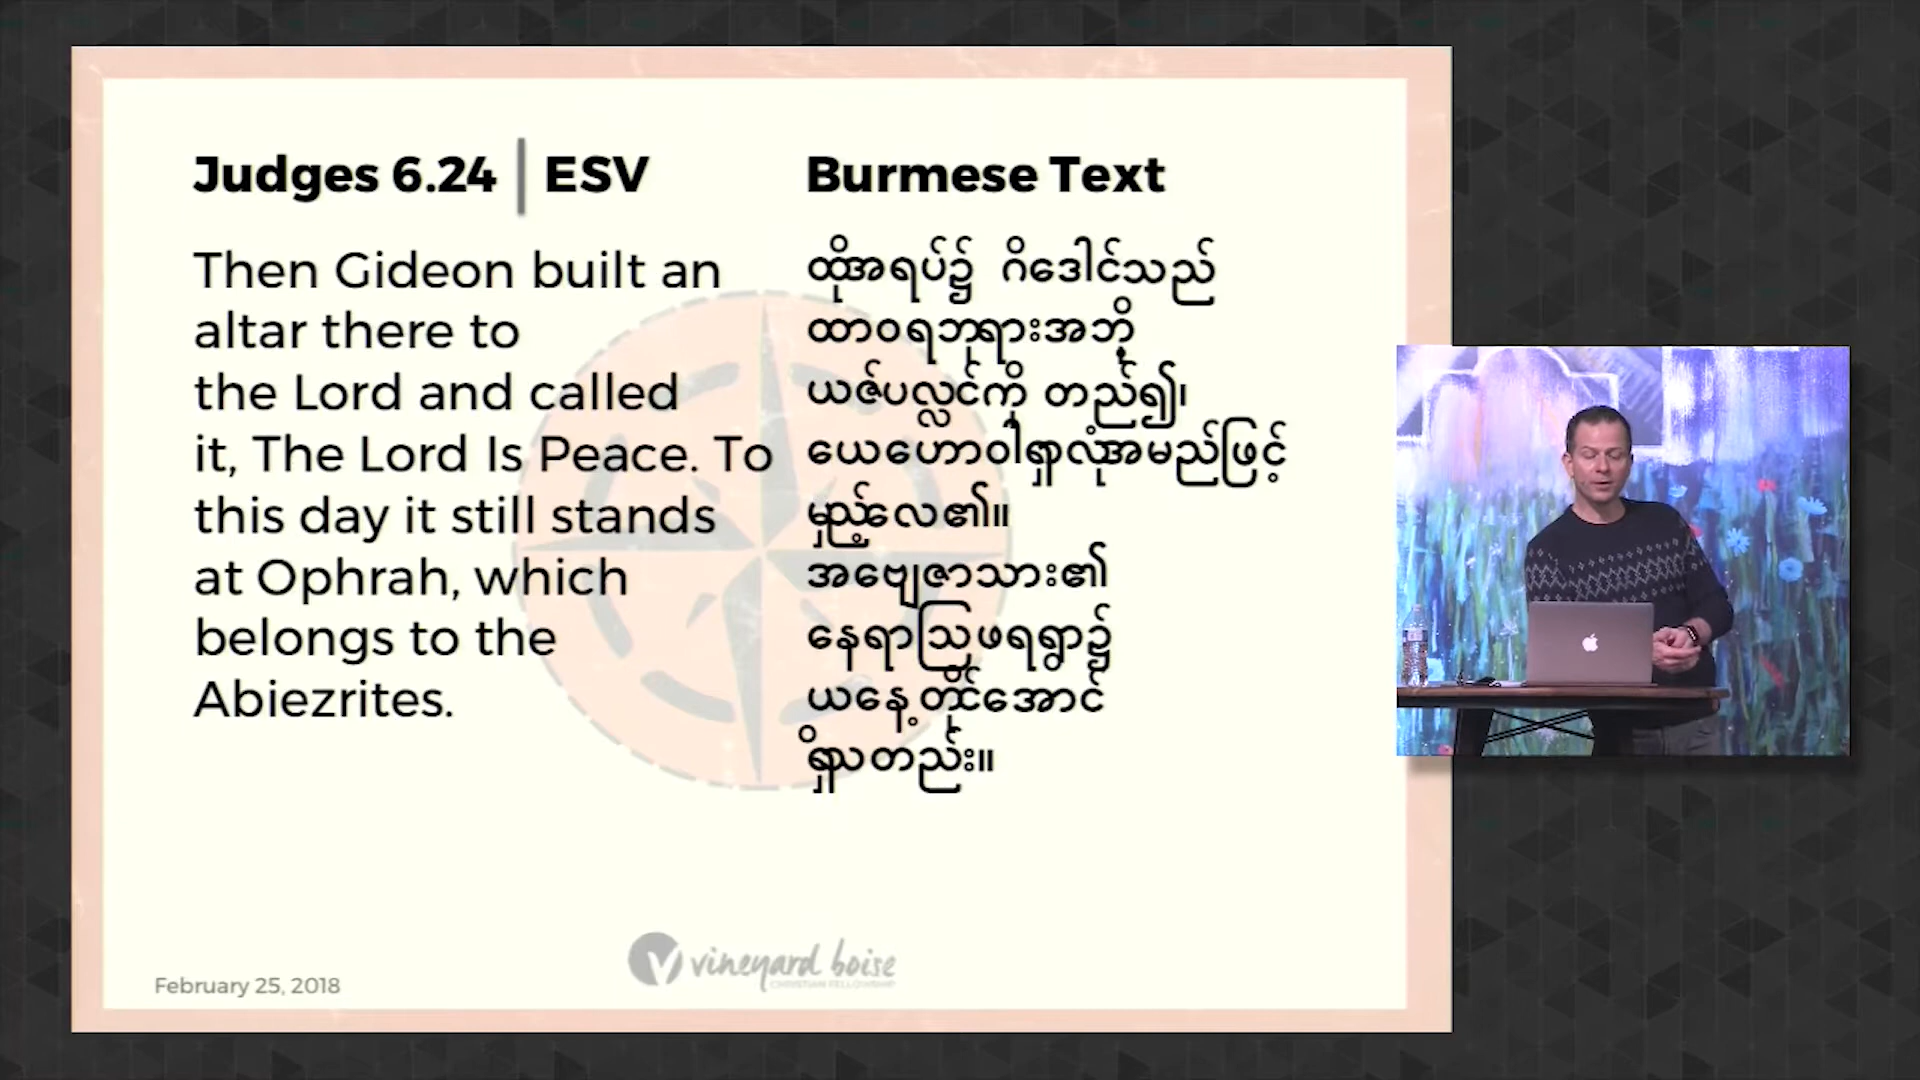 Judges 6.24 | ESV
Then Gideon built an
altar there to
the Lord and called
it, The Lord Is Peace. To
this day it still stands
at Ophrah, which
belongs to the
Abiezrites.
Burmese Text
ထိုအရပ်၌ ဂိဒေါင်သည်
ထာဝရဘုရားအဘို့
ယဇ်ပလ္လင်ကို တည်၍၊
ယေဟောဝါရှာလုံအမည်ဖြင့်
မှည့်လေ၏။
အဗျေဇာသား၏
နေရာဩဖရရွာ၌
ယနေ့တိုင်အောင်
ရှိသတည်း။
February 25, 2018
vineyard boise
CHRISTIAN FELLOWSHIP